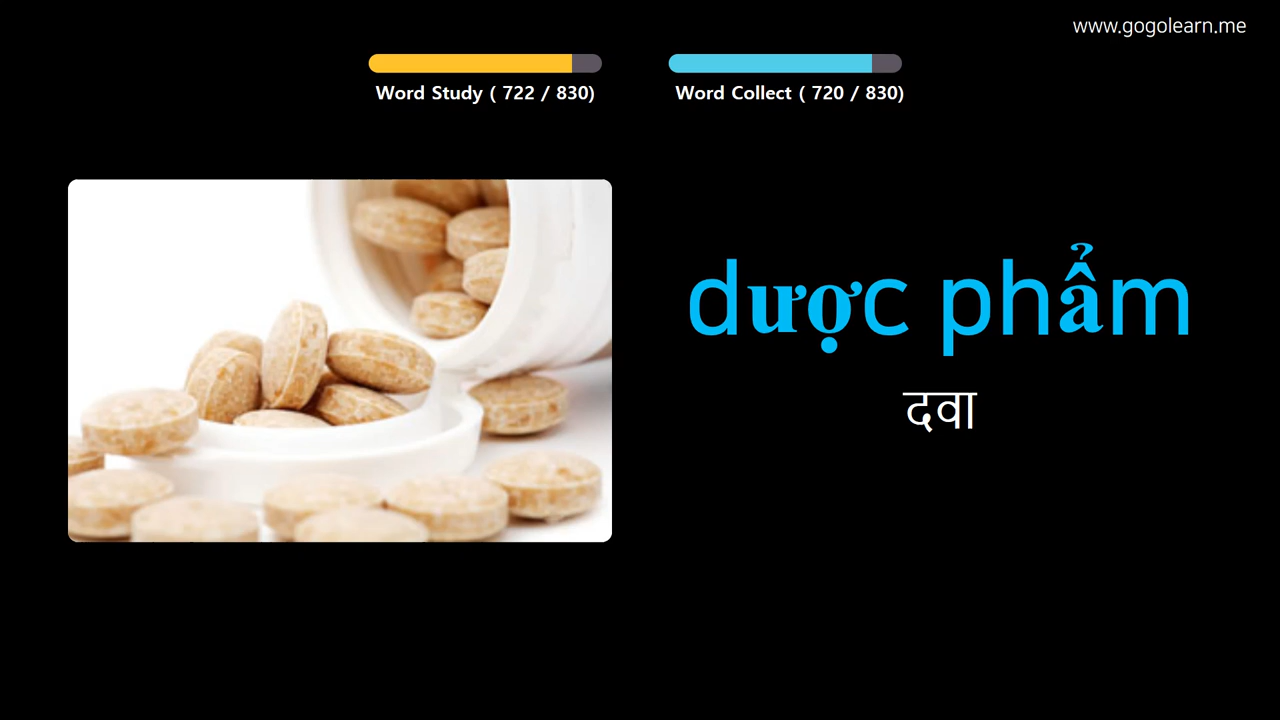 www.gogolearn.me
Word Study ( 722 / 830)
Word Collect ( 720 / 830)
dược phẩm
दवा